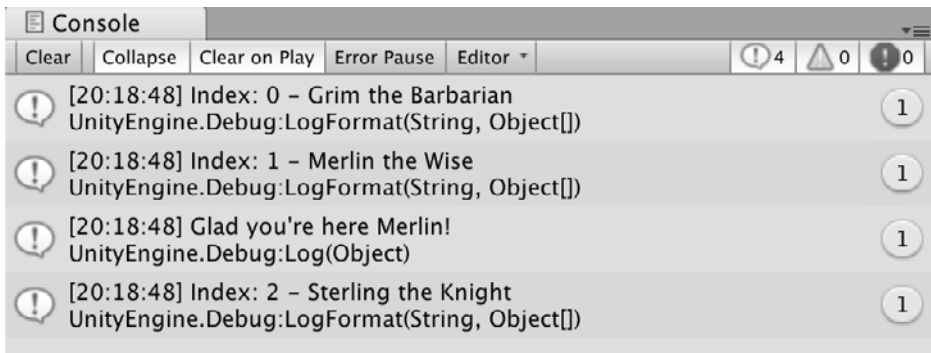 Console
Clear Collapse Clear on Play Error Pause Editor 4 0 0
[20:18:48] Index: 0 – Grim the Barbarian
UnityEngine.Debug:LogFormat(String, Object[])
1
[20:18:48] Index: 1 – Merlin the Wise
UnityEngine.Debug:LogFormat(String, Object[])
1
[20:18:48] Glad you're here Merlin!
UnityEngine.Debug:Log(Object)
1
[20:18:48] Index: 2 – Sterling the Knight
UnityEngine.Debug:LogFormat(String, Object[])
1